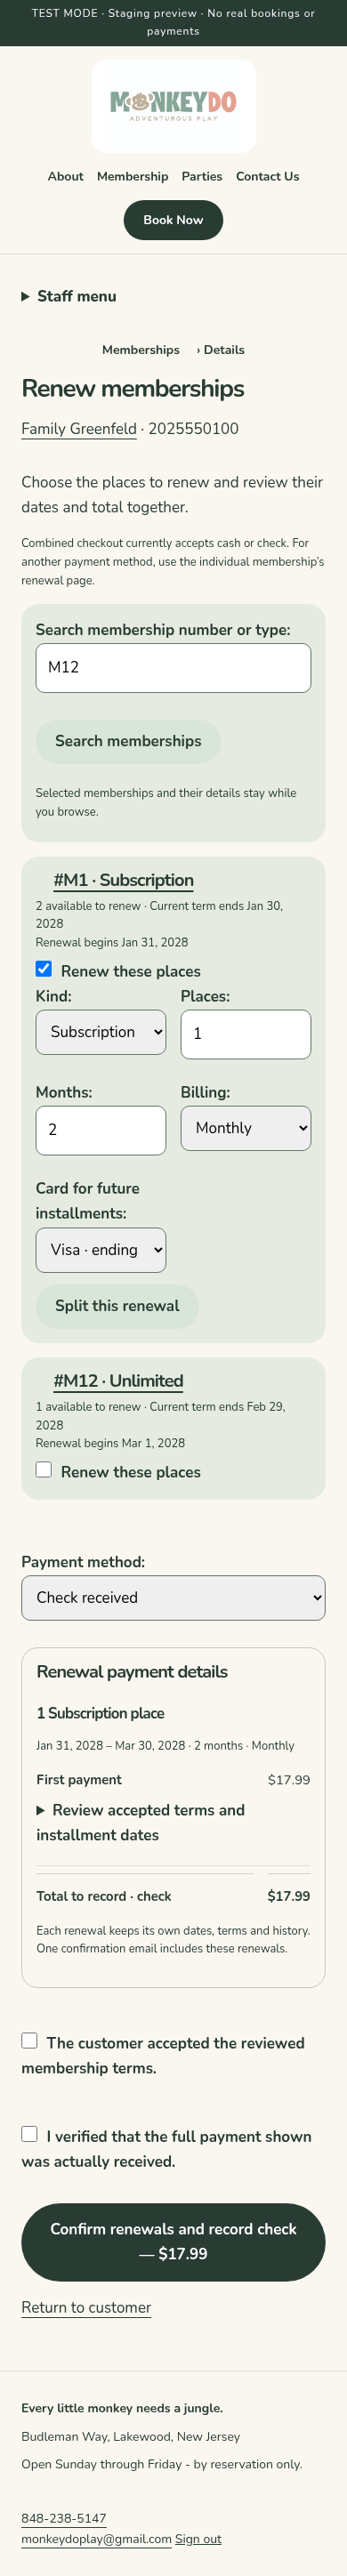 TEST MODE · Staging preview · No real bookings or
payments
MONKEYDO
ADVENTUROUS PLAY
About Membership Parties Contact Us
Book Now
▶ Staff menu
Memberships › Details
Renew memberships
Family Greenfeld · 2025550100
Choose the places to renew and review their
dates and total together.
Combined checkout currently accepts cash or check. For
another payment method, use the individual membership's
renewal page.
Search membership number or type:
M12
Search memberships
Selected memberships and their details stay while
you browse.
#M1 · Subscription
2 available to renew · Current term ends Jan 30,
2028
Renewal begins Jan 31, 2028
Renew these places
Kind: Places:
Subscription 1
Months: Billing:
2 Monthly
Card for future
installments:
Visa · ending
Split this renewal
#M12 · Unlimited
1 available to renew · Current term ends Feb 29,
2028
Renewal begins Mar 1, 2028
Renew these places
Payment method:
Check received
Renewal payment details
1 Subscription place
Jan 31, 2028 – Mar 30, 2028 · 2 months · Monthly
First payment $17.99
▶ Review accepted terms and
installment dates
Total to record · check $17.99
Each renewal keeps its own dates, terms and history.
One confirmation email includes these renewals.
The customer accepted the reviewed
membership terms.
I verified that the full payment shown
was actually received.
Confirm renewals and record check
— $17.99
Return to customer
Every little monkey needs a jungle.
Budleman Way, Lakewood, New Jersey
Open Sunday through Friday - by reservation only.
848-238-5147
monkeydoplay@gmail.com Sign out